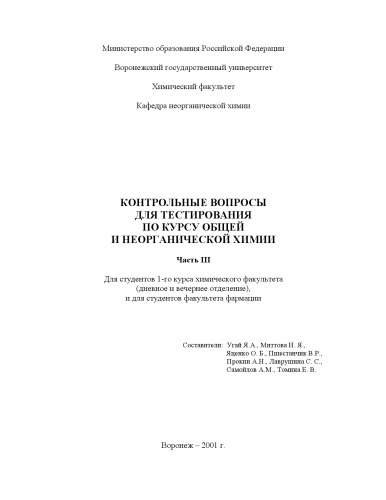 Министерство образования Российской Федерации
Воронежский государственный университет
Химический факультет
Кафедра неорганической химии
КОНТРОЛЬНЫЕ ВОПРОСЫ
ДЛЯ ТЕСТИРОВАНИЯ
ПО КУРСУ ОБЩЕЙ
И НЕОРГАНИЧЕСКОЙ ХИМИИ
Часть III
Для студентов 1-го курса химического факультета
(дневное и вечернее отделение),
и для студентов факультета фармации
Составители: Угай Я.А., Миттова И. Я.,
Яценко О. Б., Пшестанчик В.Р.,
Прокин А.Н., Лаврушина С. С.,
Самойлов А.М., Томина Е. В.
Воронеж – 2001 г.